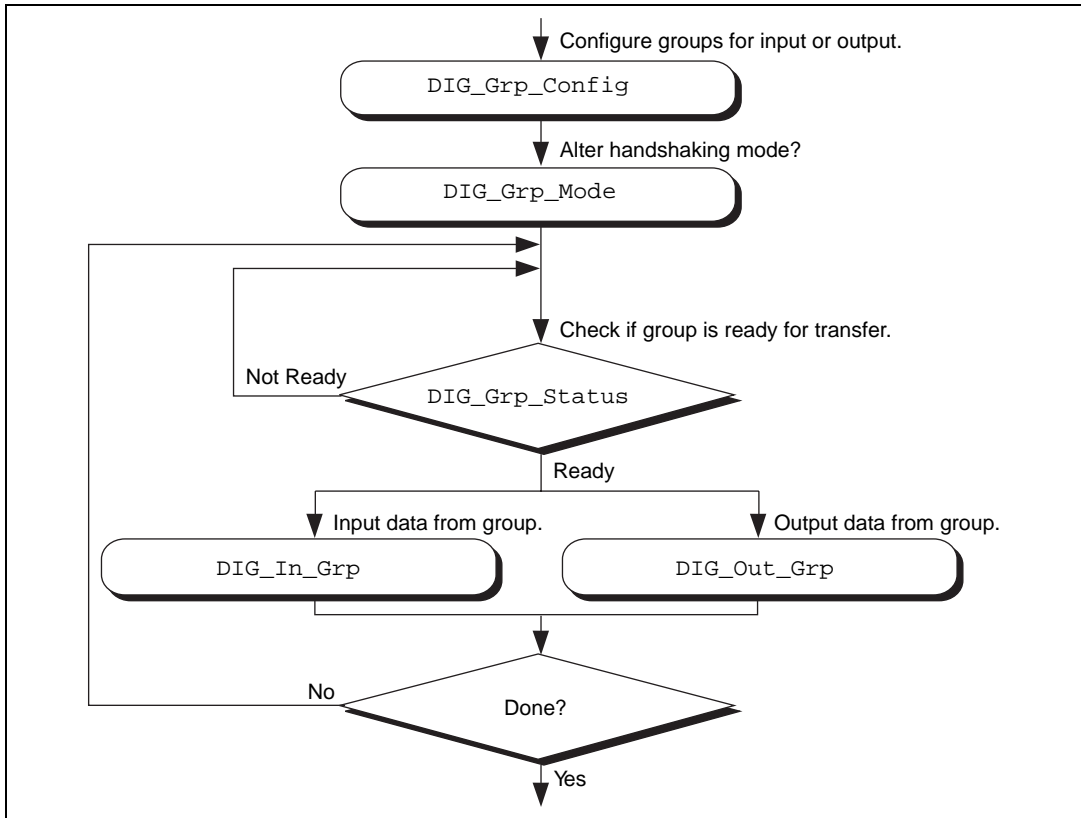 Configure groups for input or output.
DIG_Grp_Config
Alter handshaking mode?
DIG_Grp_Mode
Check if group is ready for transfer.
Not Ready
DIG_Grp_Status
Ready
Input data from group.
Output data from group.
DIG_In_Grp
DIG_Out_Grp
No
Done?
Yes